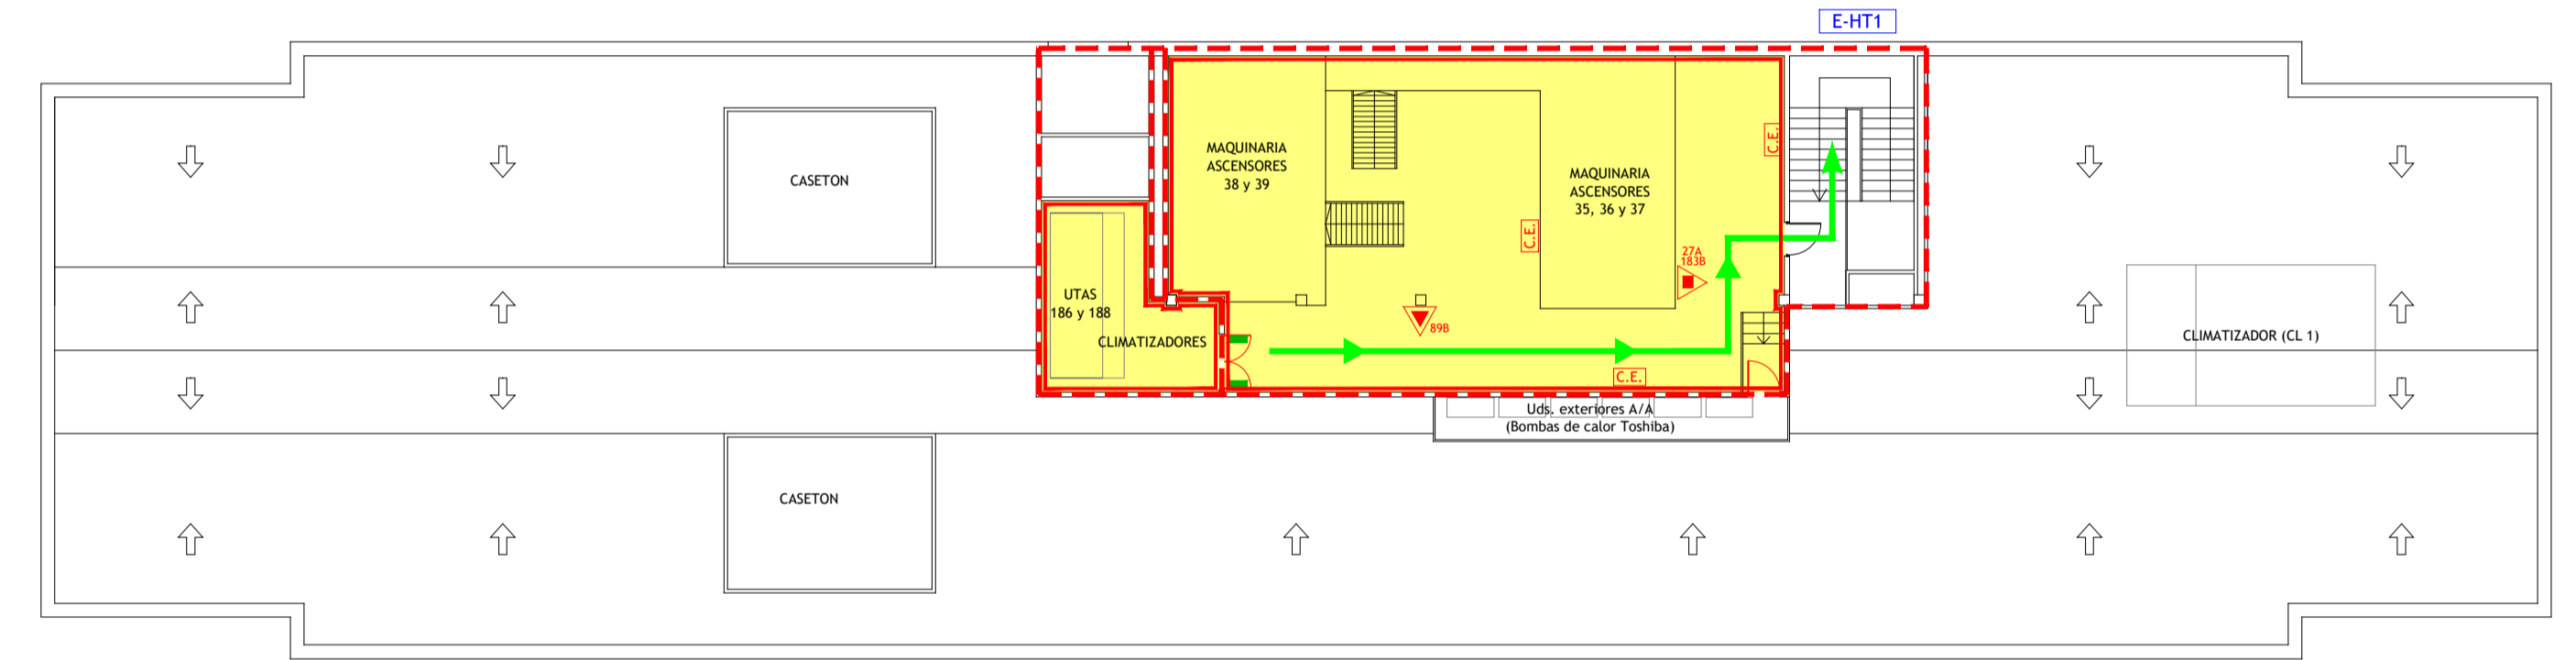 E-HT1
CASETON
MAQUINARIA
ASCENSORES
38 y 39
MAQUINARIA
ASCENSORES
35, 36 y 37
C.E.
C.E.
27A
183B
UTAS
186 y 188
CLIMATIZADORES
89B
C.E.
CLIMATIZADOR (CL 1)
Uds. exteriores A/A
(Bombas de calor Toshiba)
CASETON